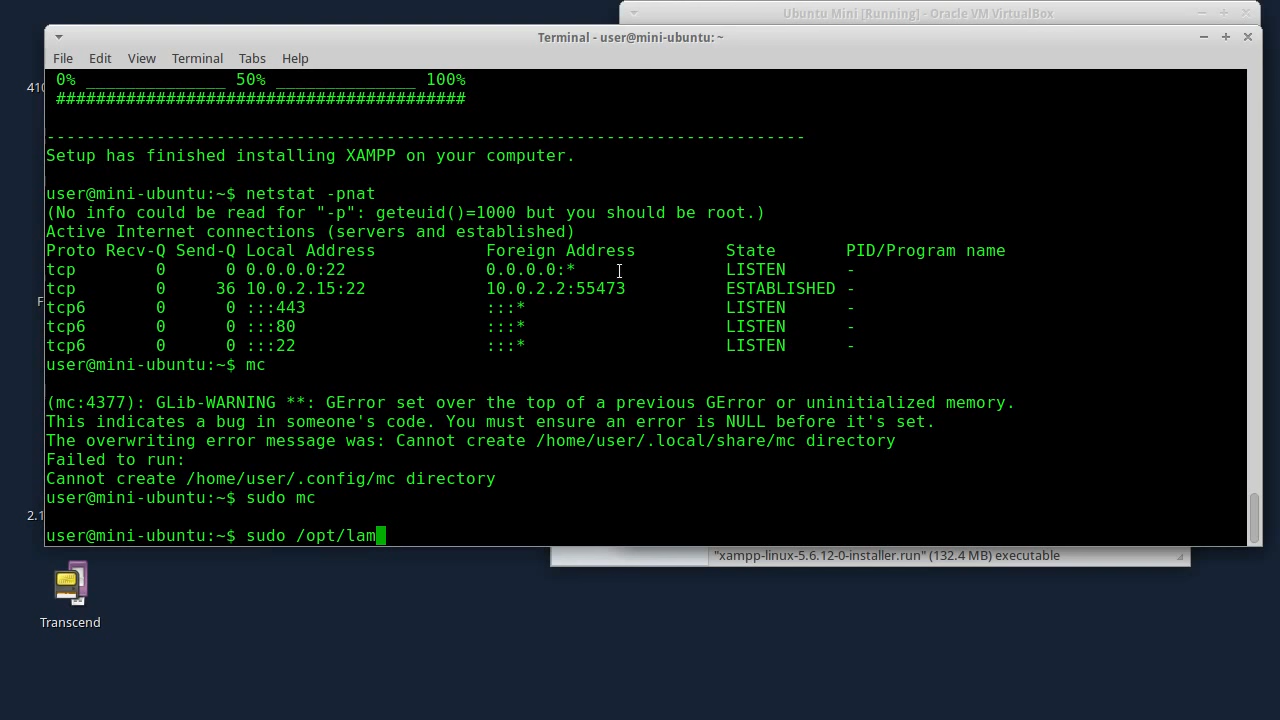 Ubuntu Mini [Running] - Oracle VM VirtualBox
Terminal - user@mini-ubuntu: ~
File Edit View Terminal Tabs Help
0% ______________ 50% ______________ 100%
#########################################
----------------------------------------------------------------------------
Setup has finished installing XAMPP on your computer.
user@mini-ubuntu:~$ netstat -pnat
(No info could be read for "-p": geteuid()=1000 but you should be root.)
Active Internet connections (servers and established)
Proto Recv-Q Send-Q Local Address Foreign Address State PID/Program name
tcp 0 0 0.0.0.0:22 0.0.0.0:* LISTEN -
tcp 0 36 10.0.2.15:22 10.0.2.2:55473 ESTABLISHED -
tcp6 0 0 :::443 :::* LISTEN -
tcp6 0 0 :::80 :::* LISTEN -
tcp6 0 0 :::22 :::* LISTEN -
user@mini-ubuntu:~$ mc
(mc:4377): GLib-WARNING **: GError set over the top of a previous GError or uninitialized memory.
This indicates a bug in someone's code. You must ensure an error is NULL before it's set.
The overwriting error message was: Cannot create /home/user/.local/share/mc directory
Failed to run:
Cannot create /home/user/.config/mc directory
user@mini-ubuntu:~$ sudo mc
user@mini-ubuntu:~$ sudo /opt/lam
"xampp-linux-5.6.12-0-installer.run" (132.4 MB) executable
Transcend